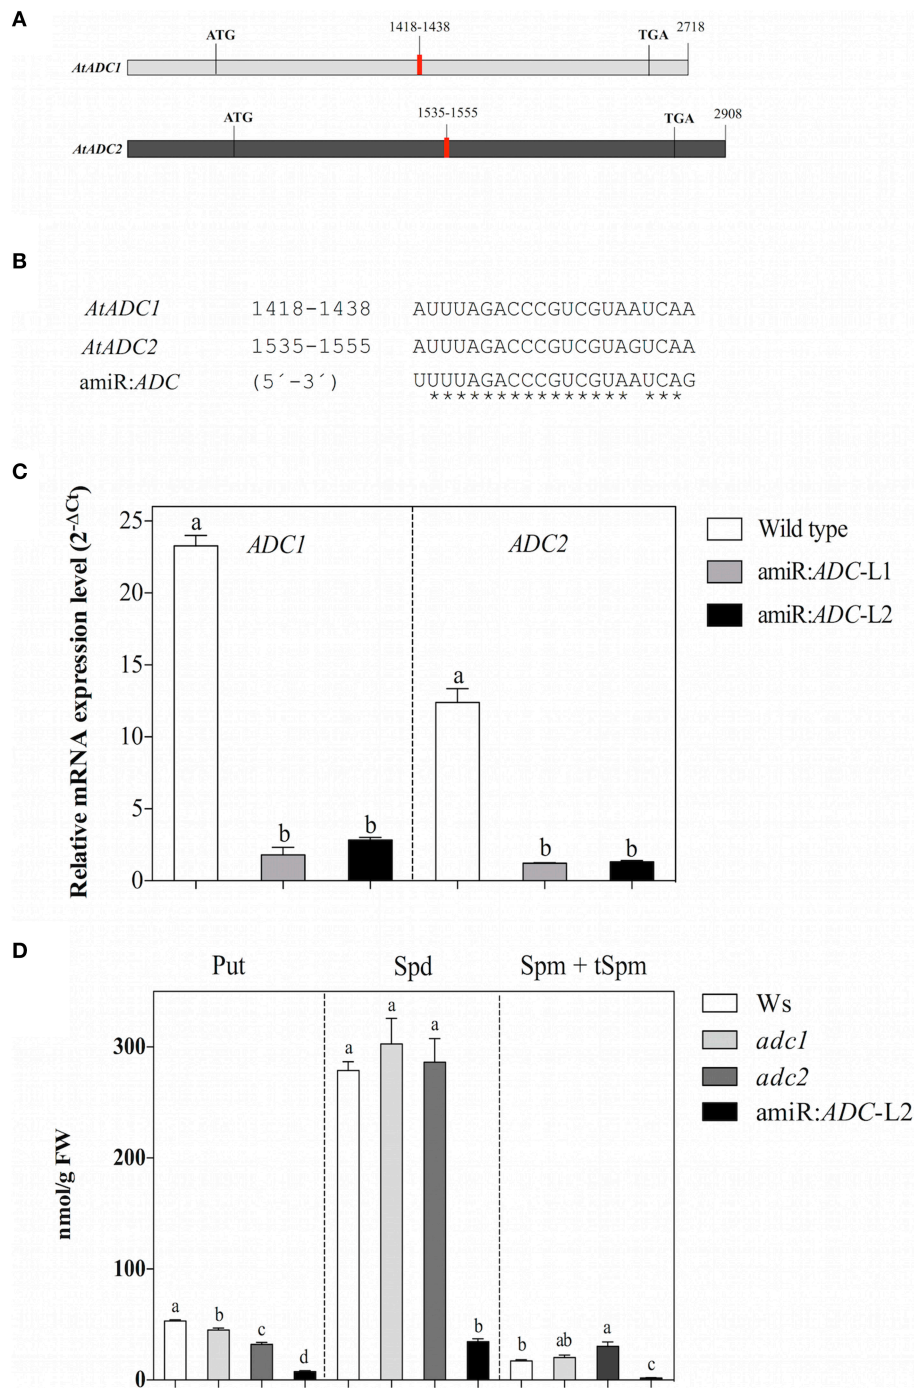 A
ATG 1418-1438 TGA 2718
AtADC1
ATG 1535-1555 TGA 2908
AtADC2
B
AtADC1 1418-1438 AUUUAGACCCGUCGUAAUCAA
AtADC2 1535-1555 AUUUAGACCCGUCGUAGUCAA
amiR:ADC (5´-3´) UUUUAGACCCGUCGUAAUCAG
*************** ***
C
Relative mRNA expression level (2-ΔCt)
25
20
15
10
5
0
ADC1 ADC2
a b b a b b
Wild type
amiR:ADC-L1
amiR:ADC-L2
D
Put Spd Spm + tSpm
nmol/g FW
300
200
100
0
a b c d a a a b b ab a c
Ws
adc1
adc2
amiR:ADC-L2